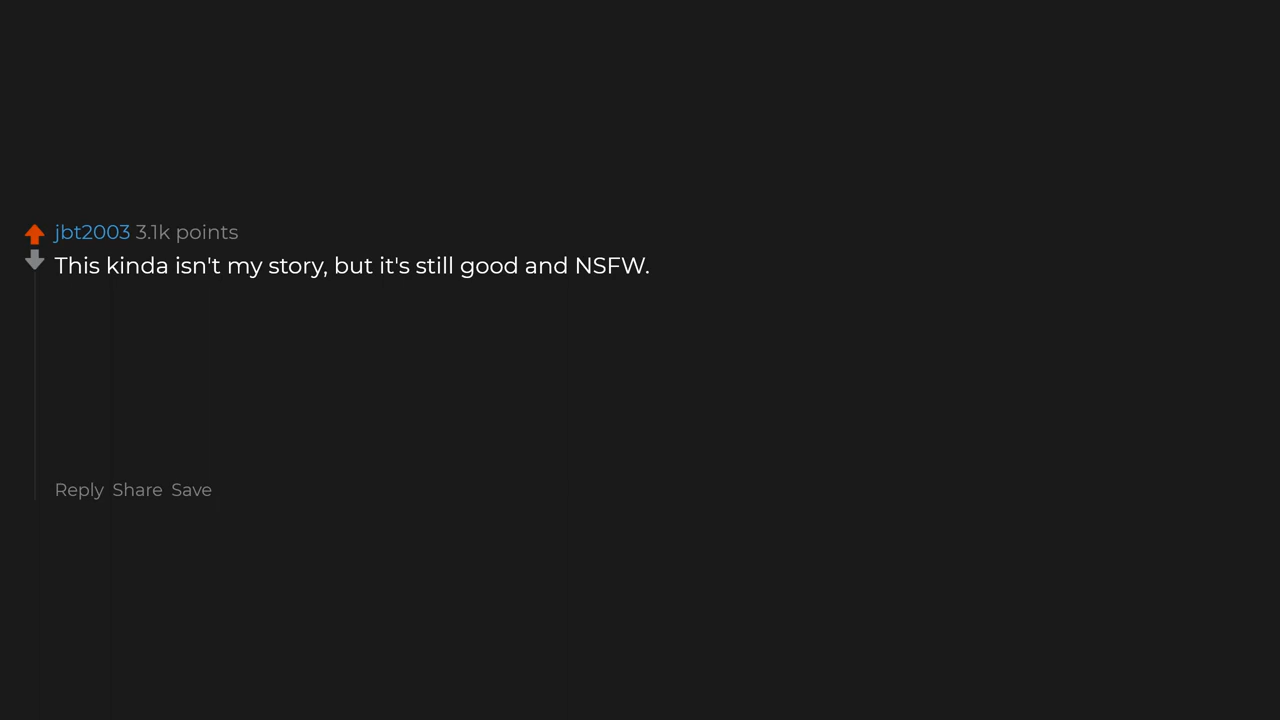 jbt2003 3.1k points
This kinda isn't my story, but it's still good and NSFW.
Reply Share Save